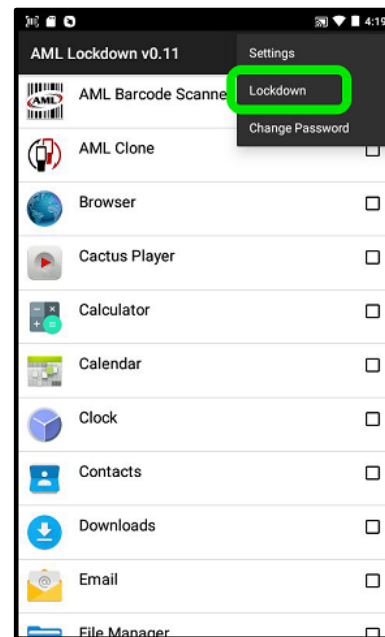 4:19
AML Lockdown v0.11
Settings
Lockdown
Change Password
AML
AML Barcode Scanne
AML Clone
Browser
Cactus Player
Calculator
Calendar
Clock
Contacts
Downloads
Email
File Manager